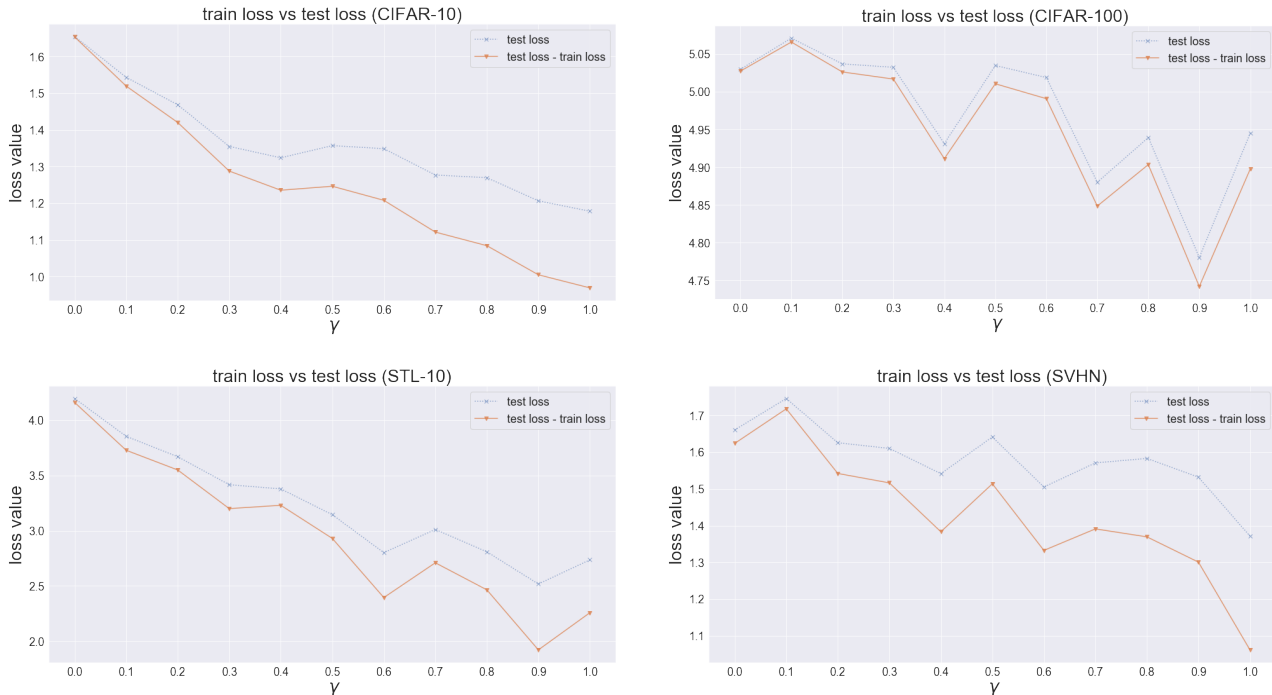 train loss vs test loss (CIFAR-10)
test loss
test loss - train loss
loss value
1.6
1.5
1.4
1.3
1.2
1.1
1.0
0.0 0.1 0.2 0.3 0.4 0.5 0.6 0.7 0.8 0.9 1.0
γ
train loss vs test loss (CIFAR-100)
test loss
test loss - train loss
loss value
5.05
5.00
4.95
4.90
4.85
4.80
4.75
0.0 0.1 0.2 0.3 0.4 0.5 0.6 0.7 0.8 0.9 1.0
γ
train loss vs test loss (STL-10)
test loss
test loss - train loss
loss value
4.0
3.5
3.0
2.5
2.0
0.0 0.1 0.2 0.3 0.4 0.5 0.6 0.7 0.8 0.9 1.0
γ
train loss vs test loss (SVHN)
test loss
test loss - train loss
loss value
1.7
1.6
1.5
1.4
1.3
1.2
1.1
0.0 0.1 0.2 0.3 0.4 0.5 0.6 0.7 0.8 0.9 1.0
γ